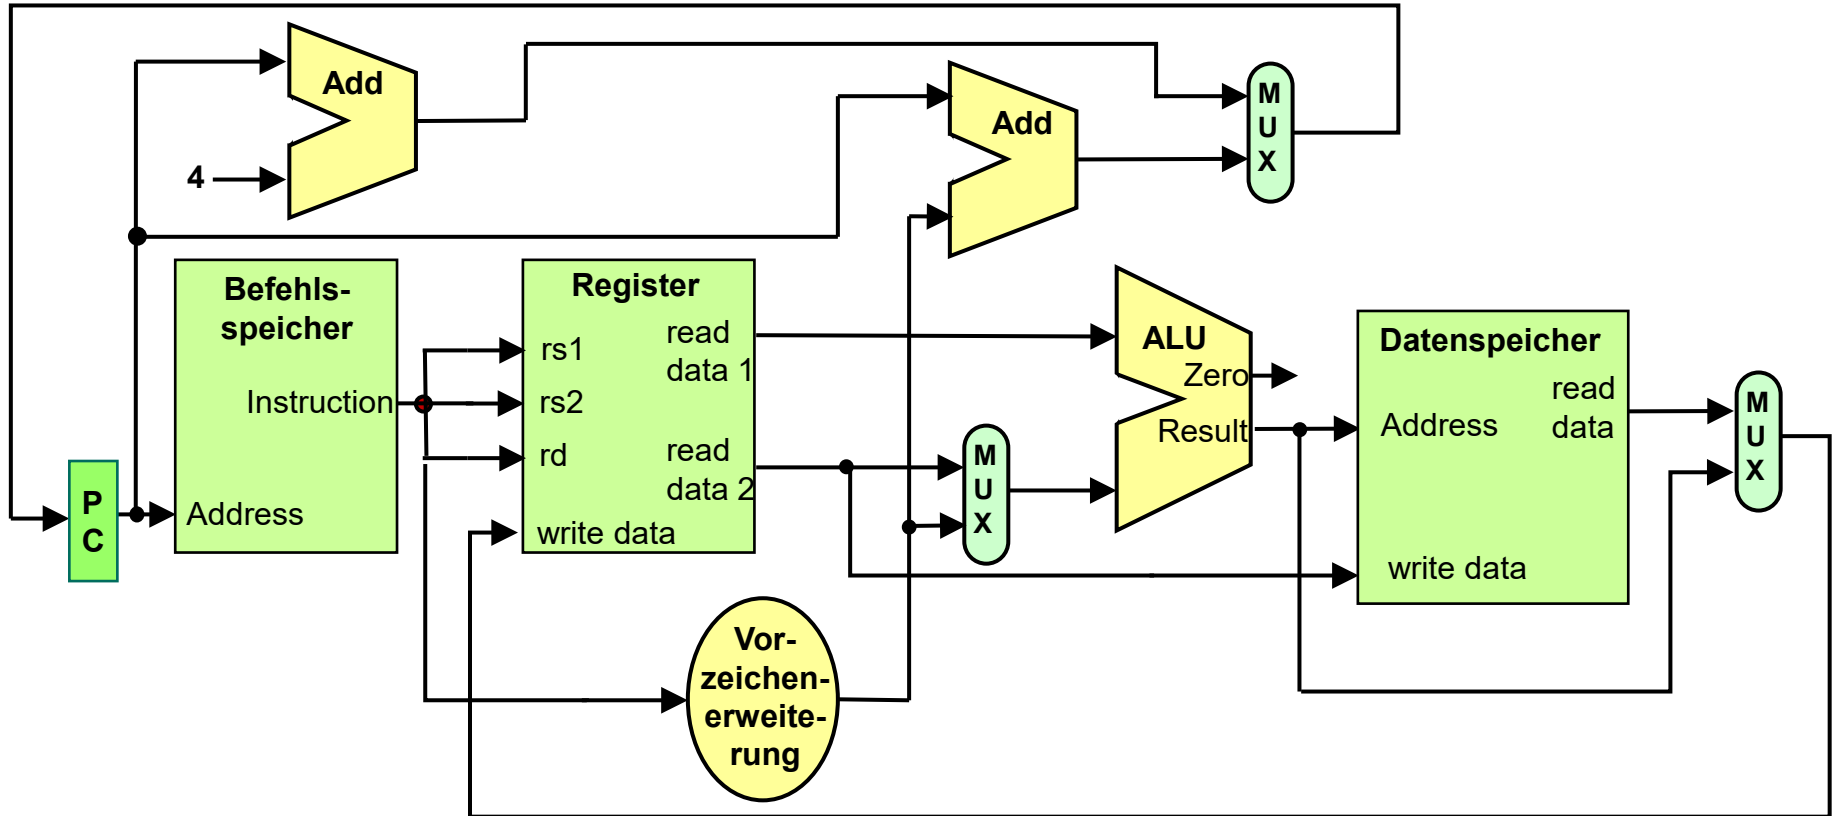 Add
4
Add
M
U
X
Befehls-
speicher
Instruction
Address
P
C
Register
rs1
rs2
rd
write data
read
data 1
read
data 2
M
U
X
ALU
Zero
Result
Datenspeicher
Address
read
data
write data
M
U
X
Vor-
zeichen-
erweite-
rung